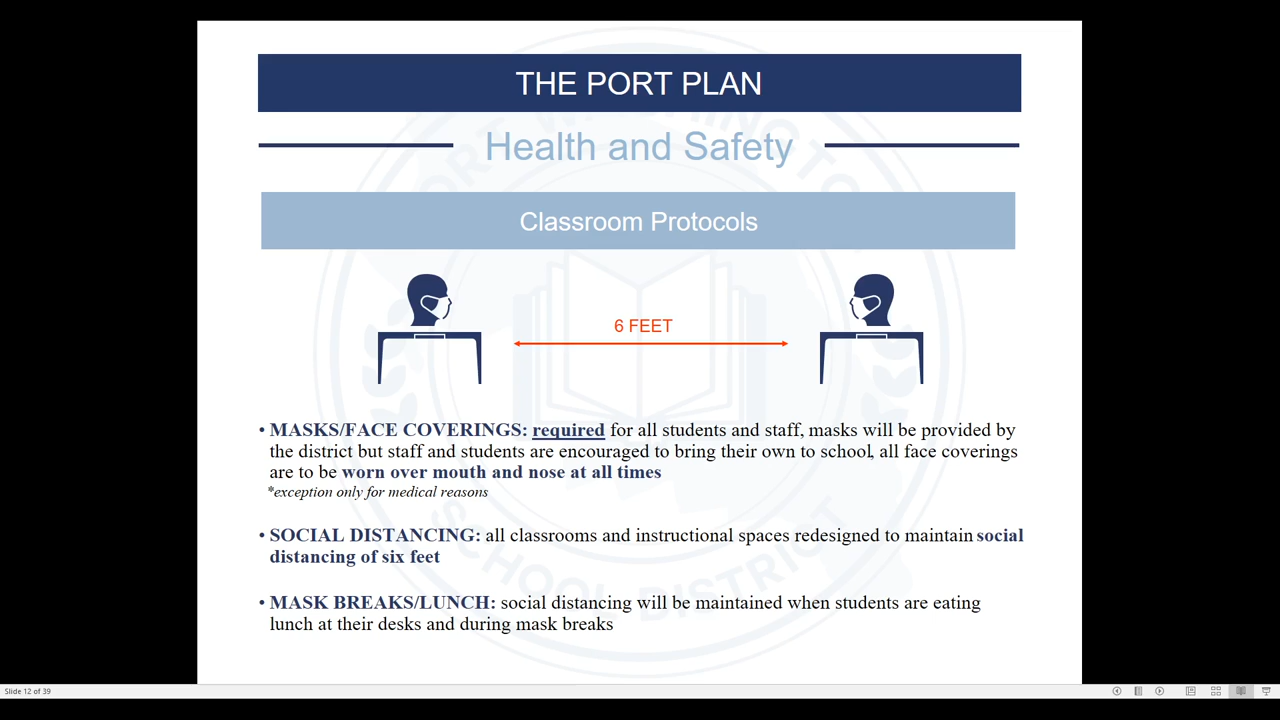 THE PORT PLAN
Health and Safety
Classroom Protocols
6 FEET
• MASKS/FACE COVERINGS: required for all students and staff, masks will be provided by
the district but staff and students are encouraged to bring their own to school, all face coverings
are to be worn over mouth and nose at all times
*exception only for medical reasons
• SOCIAL DISTANCING: all classrooms and instructional spaces redesigned to maintain social
distancing of six feet
• MASK BREAKS/LUNCH: social distancing will be maintained when students are eating
lunch at their desks and during mask breaks
SCHOOL DISTRICT
Slide 12 of 39